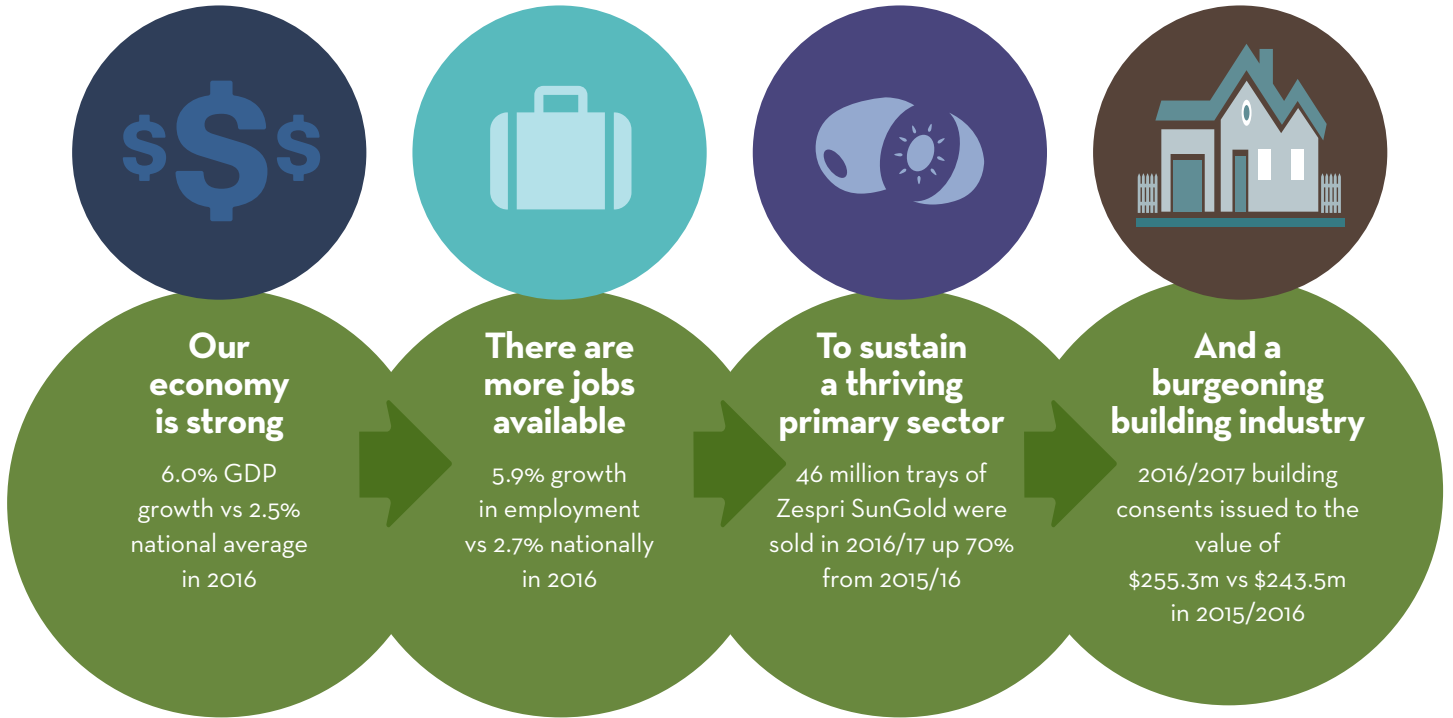 Our
economy
is strong
6.0% GDP
growth vs 2.5%
national average
in 2016
There are
more jobs
available
5.9% growth
in employment
vs 2.7% nationally
in 2016
To sustain
a thriving
primary sector
46 million trays of
Zespri SunGold were
sold in 2016/17 up 70%
from 2015/16
And a
burgeoning
building industry
2016/2017 building
consents issued to the
value of
$255.3m vs $243.5m
in 2015/2016